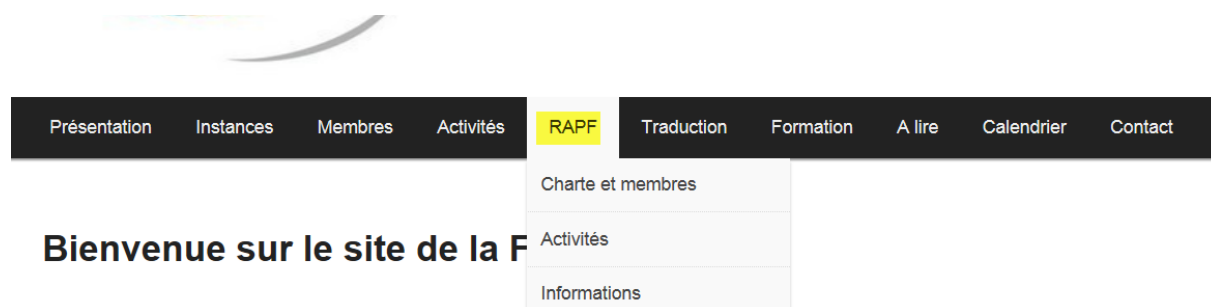 Présentation Instances Membres Activités RAPF Traduction Formation A lire Calendrier Contact
Charte et membres
Bienvenue sur le site de la F
Activités
Informations